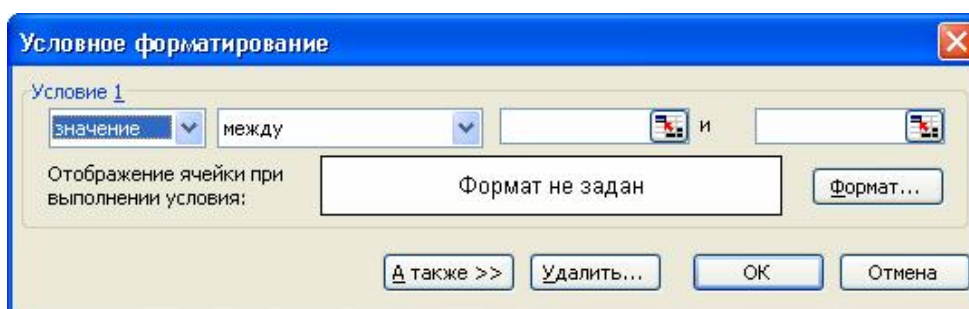 Условное форматирование
Условие 1
значение между и
Отображение ячейки при
выполнении условия:
Формат не задан
Формат...
А также >> Удалить... ОК Отмена